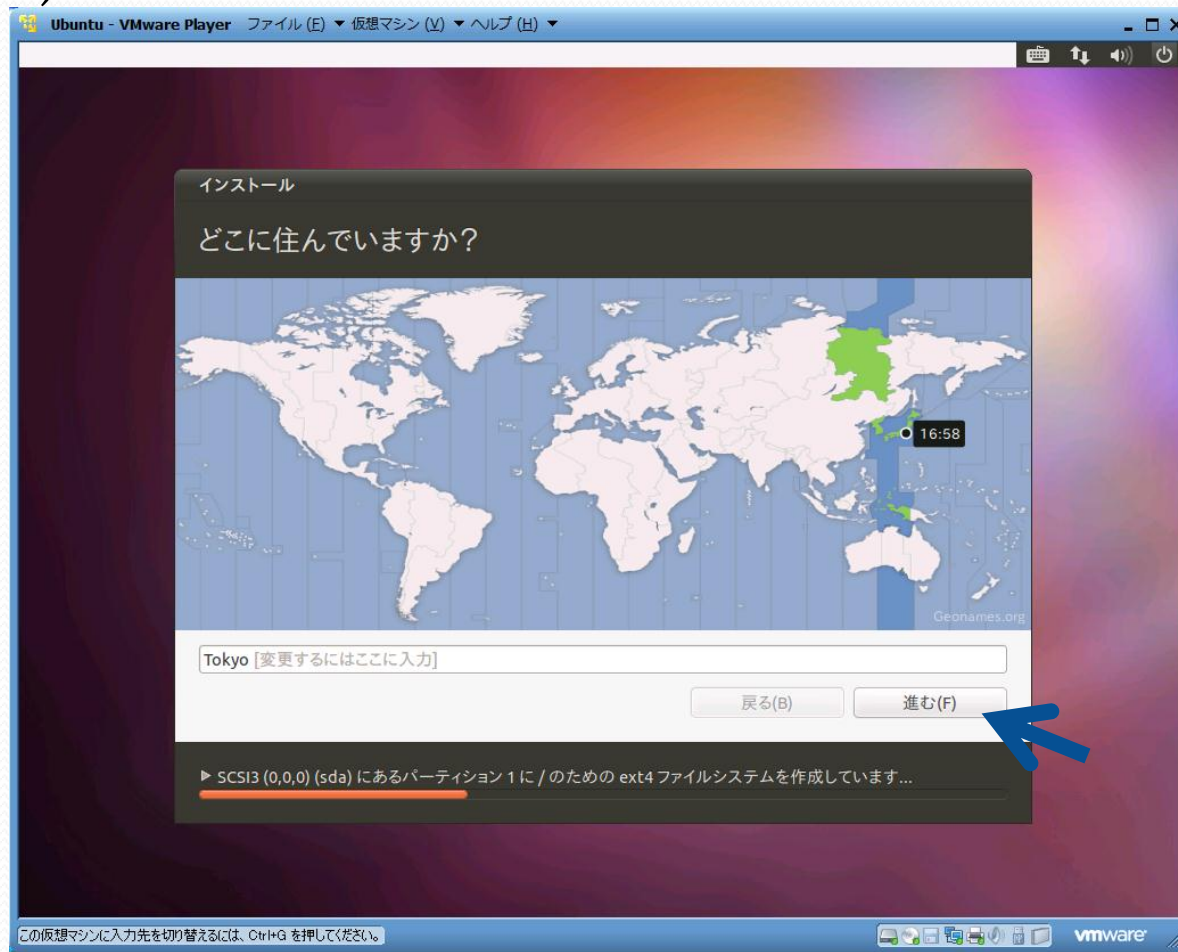 Ubuntu - VMware Player ファイル(F) ▼ 仮想マシン(V) ▼ ヘルプ(H) ▼
インストール
どこに住んでいますか?
16:58
Geonames.org
Tokyo [変更するにはここに入力]
戻る(B) 進む(F)
▶ SCSI3 (0,0,0) (sda) にあるパーティション 1 に / のための ext4 ファイルシステムを作成しています...
この仮想マシンに入力先を切り替えるには、Ctrl+G を押してください。 vmware